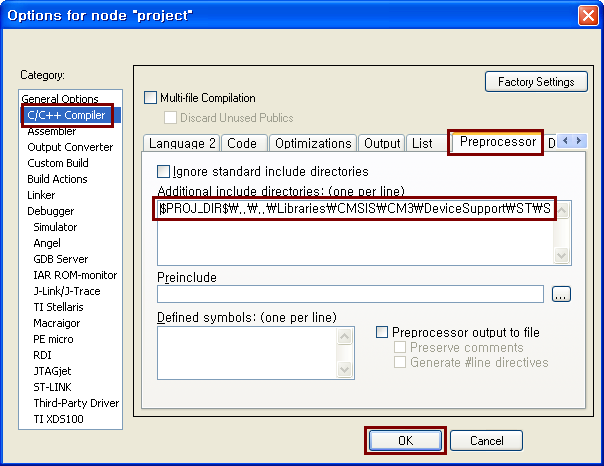 Options for node "project"
Category:
Factory Settings
General Options
C/C++ Compiler
Assembler
Output Converter
Custom Build
Build Actions
Linker
Debugger
Simulator
Angel
GDB Server
IAR ROM-monitor
J-Link/J-Trace
TI Stellaris
Macraigor
PE micro
RDI
JTAGjet
ST-LINK
Third-Party Driver
TI XDS100
Multi-file Compilation
Discard Unused Publics
Language 2 Code Optimizations Output List Preprocessor D
Ignore standard include directories
Additional include directories: (one per line)
$PROJ_DIR$₩..₩..₩Libraries₩CMSIS₩CM3₩DeviceSupport₩ST₩S
Preinclude
...
Defined symbols: (one per line)
Preprocessor output to file
Preserve comments
Generate #line directives
OK Cancel